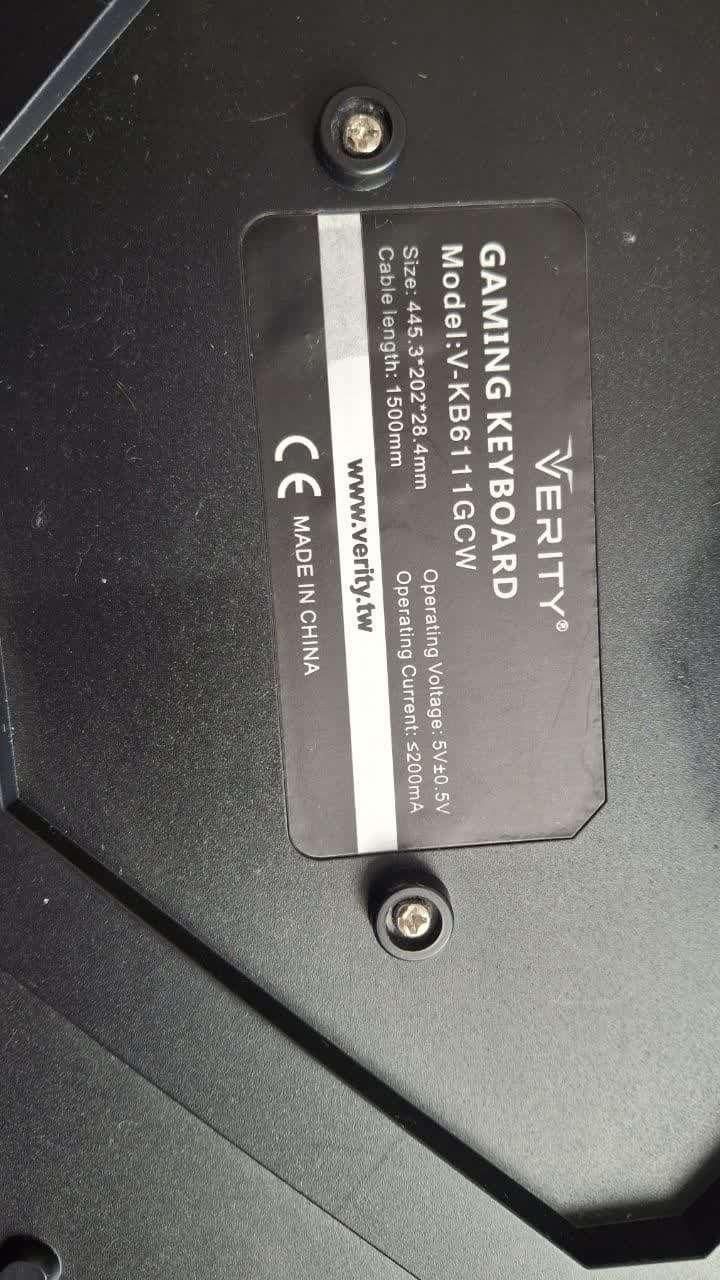 VERITY®
GAMING KEYBOARD
Model:V-KB6111GCW
Size: 445.3*202*28.4mm
Cable length: 1500mm
Operating Voltage: 5V±0.5V
Operating Current: ≤200mA
www.verity.tw
CE MADE IN CHINA